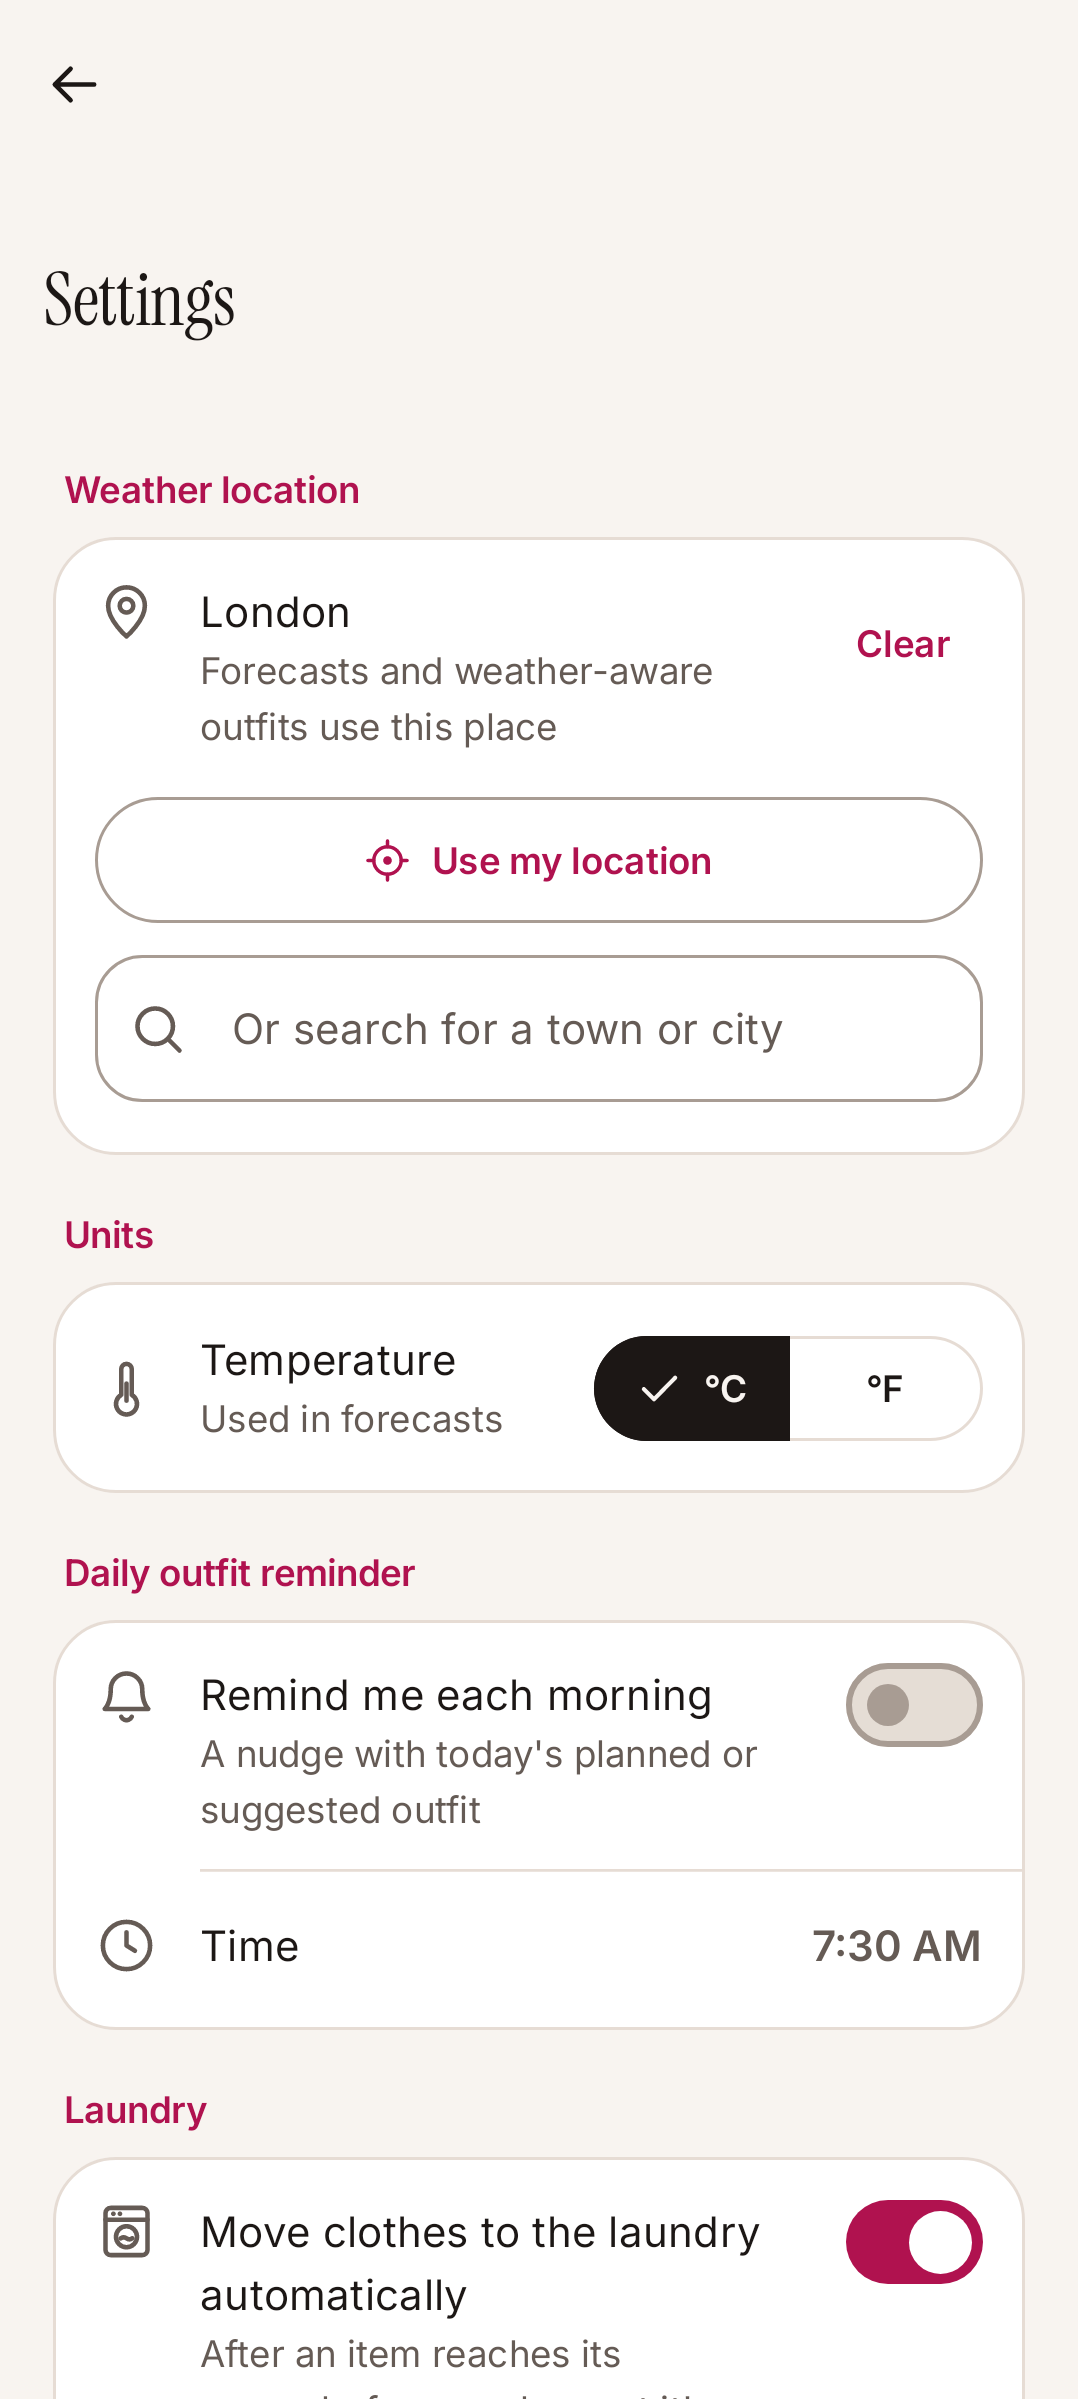 Settings
Weather location
London
Forecasts and weather-aware
outfits use this place
Clear
Use my location
Or search for a town or city
Units
Temperature
Used in forecasts
°C
°F
Daily outfit reminder
Remind me each morning
A nudge with today's planned or
suggested outfit
Time
7:30 AM
Laundry
Move clothes to the laundry
automatically
After an item reaches its